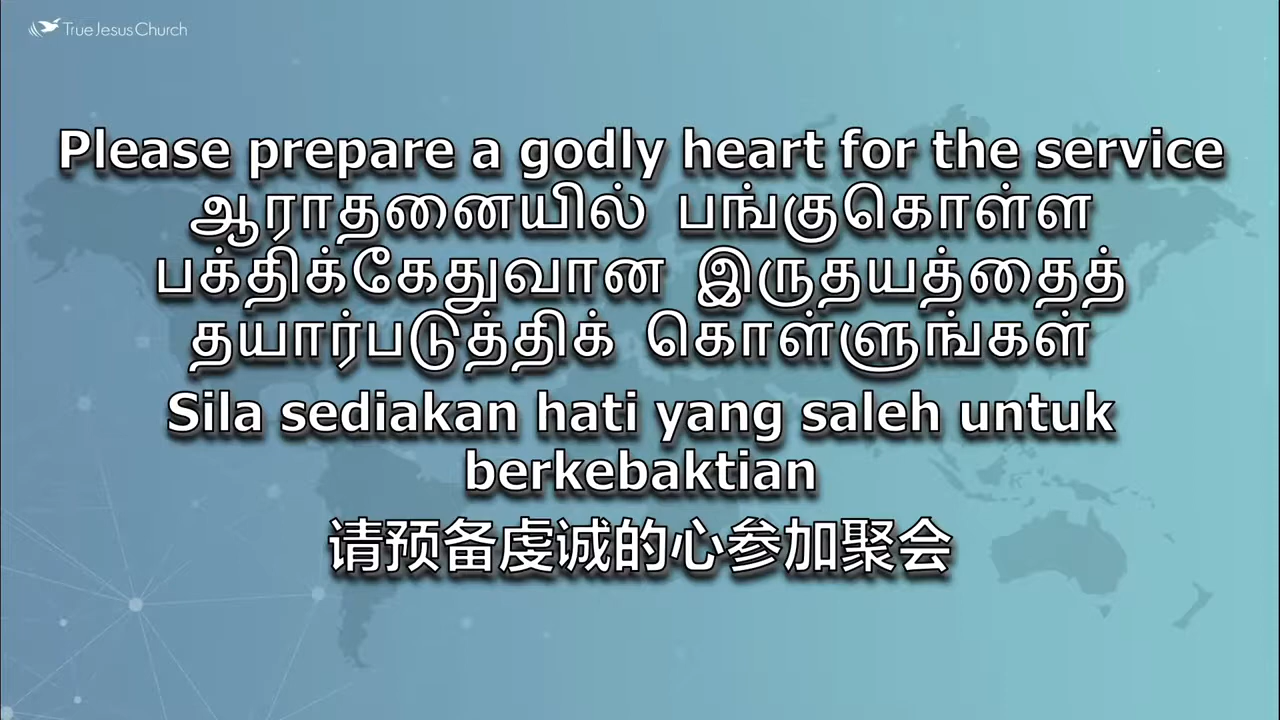 True Jesus Church
Please prepare a godly heart for the service
ஆராதனையில் பங்குகொள்ள
பக்திக்கேதுவான இருதயத்தைத்
தயார்படுத்திக் கொள்ளுங்கள்
Sila sediakan hati yang saleh untuk
berkebaktian
请预备虔诚的心参加聚会